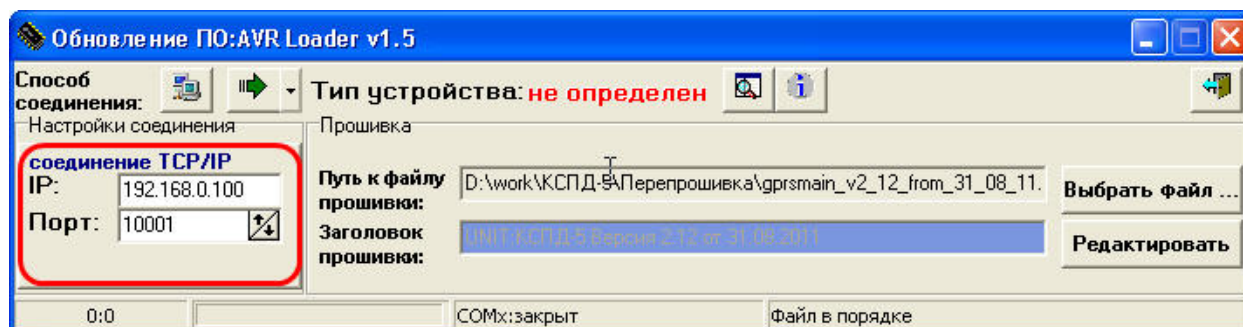 Обновление ПО:AVR Loader v1.5
Способ соединения:
Тип устройства: не определен
Настройки соединения
соединение TCP/IP
IP: 192.168.0.100
Порт: 10001
Прошивка
Путь к файлу прошивки:
D:\work\КСПД-5\Перепрошивка\gprsmain_v2_12_from_31_08_11.
Выбрать файл ...
Заголовок прошивки:
UNIT:КСПД-5 Версия 2.12 от 31.08.2011
Редактировать
0:0
COMx:закрыт
Файл в порядке